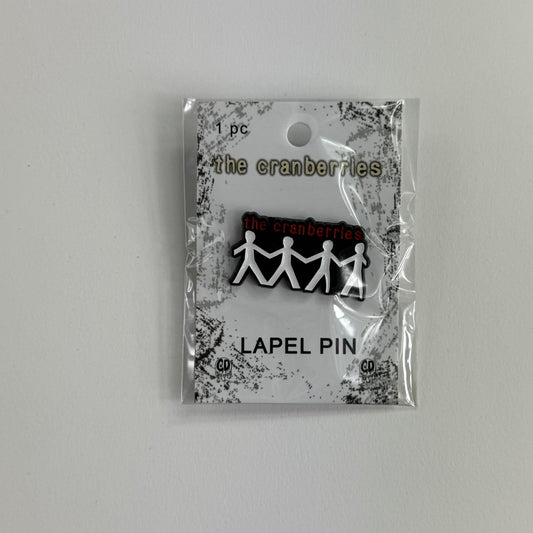 1 pc
the cranberries
the cranberries
LAPEL PIN
CD CD